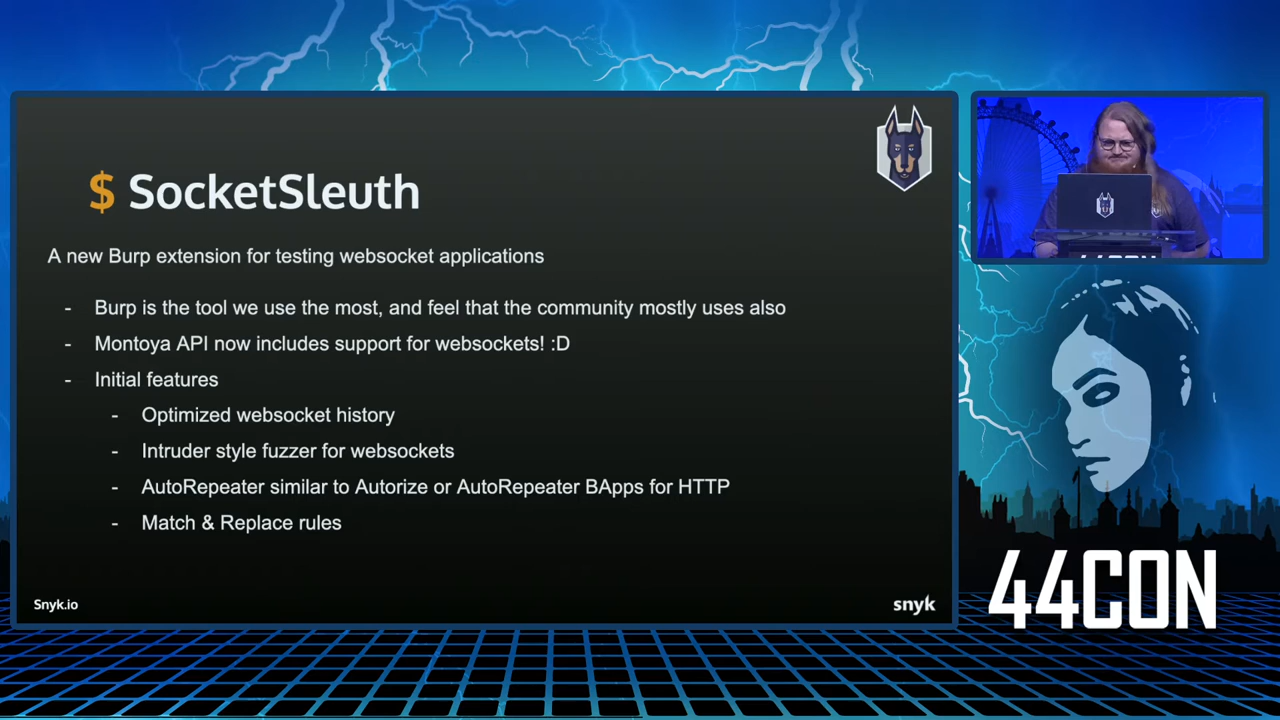 $ SocketSleuth
A new Burp extension for testing websocket applications
- Burp is the tool we use the most, and feel that the community mostly uses also
- Montoya API now includes support for websockets! :D
- Initial features
- Optimized websocket history
- Intruder style fuzzer for websockets
- AutoRepeater similar to Autorize or AutoRepeater BApps for HTTP
- Match & Replace rules
Snyk.io
snyk
44CON